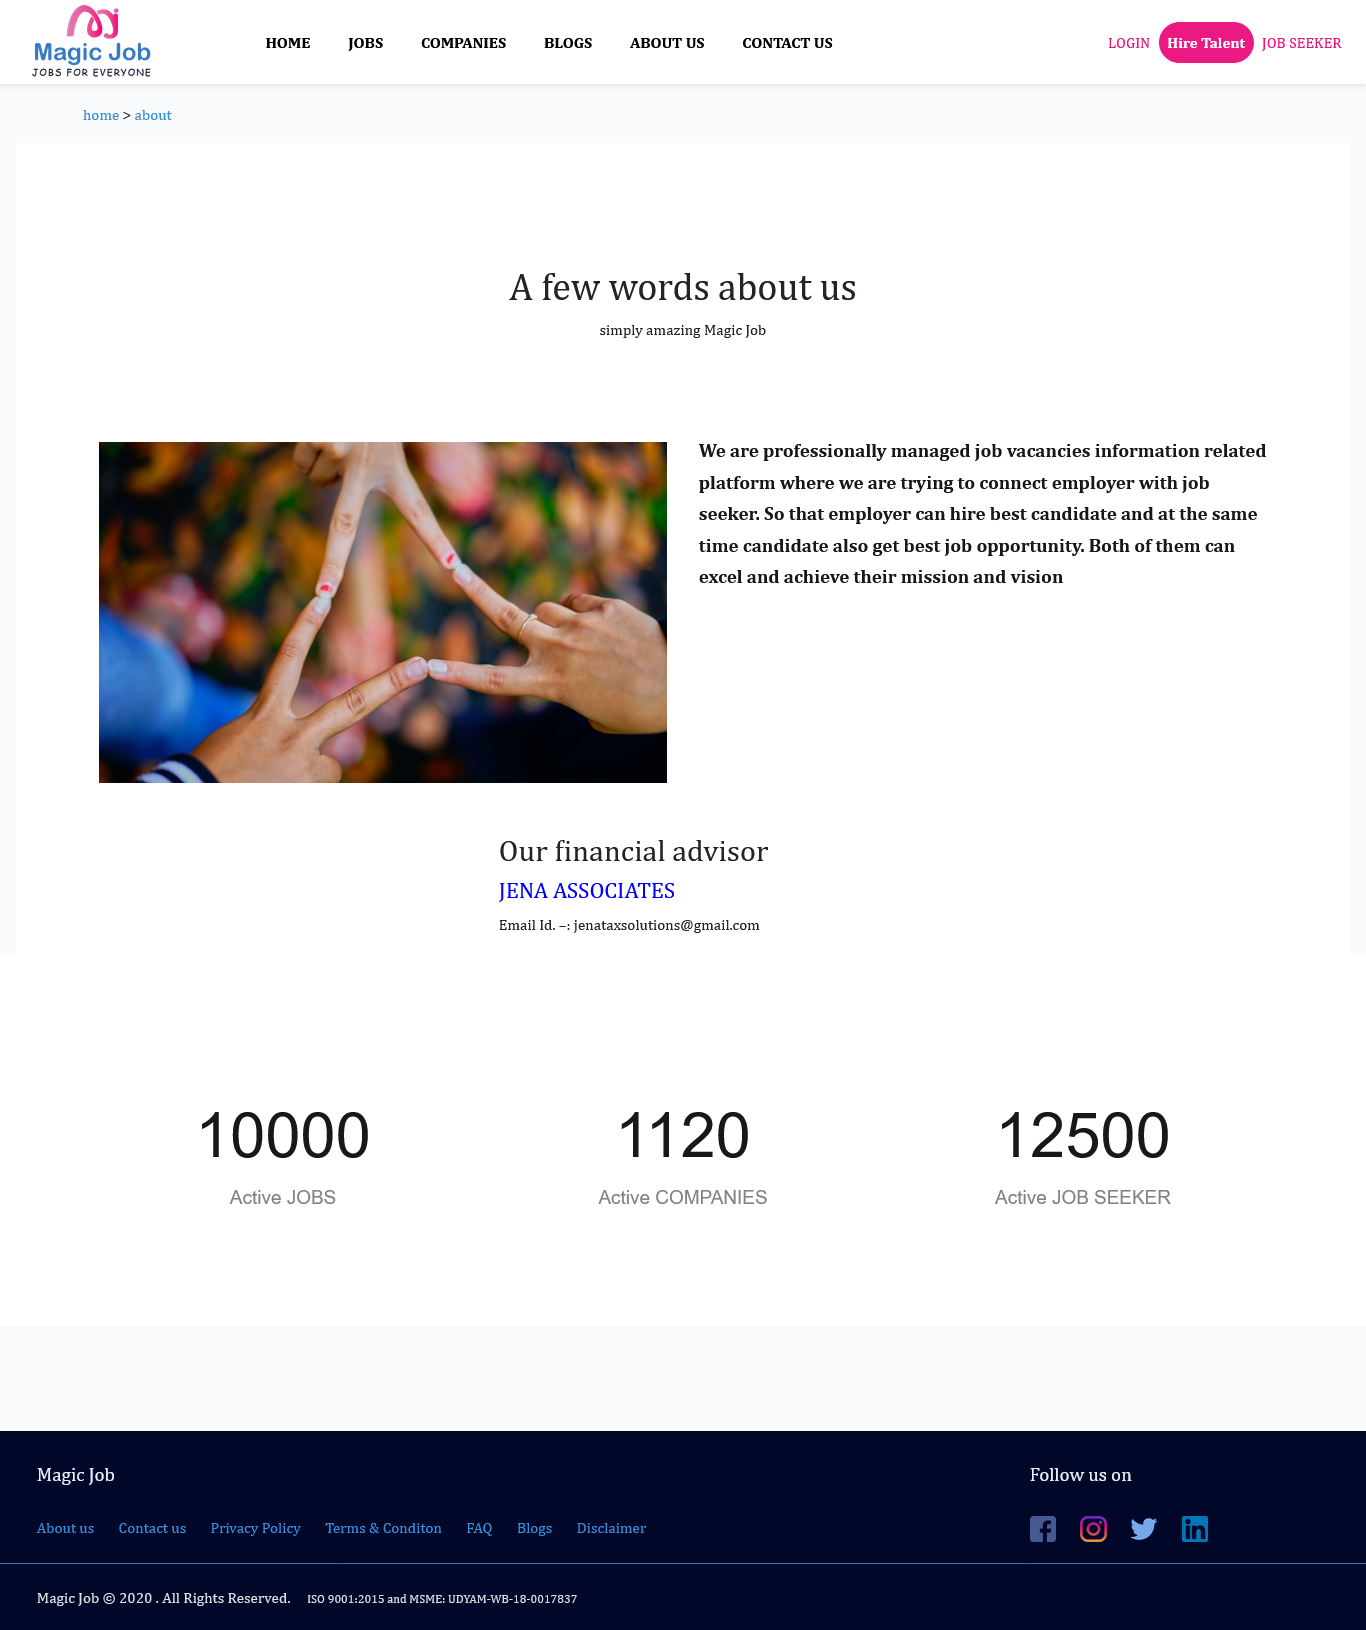 Magic Job
JOBS FOR EVERYONE
HOME JOBS COMPANIES BLOGS ABOUT US CONTACT US LOGIN Hire Talent JOB SEEKER
home > about
A few words about us
simply amazing Magic Job
We are professionally managed job vacancies information related
platform where we are trying to connect employer with job
seeker. So that employer can hire best candidate and at the same
time candidate also get best job opportunity. Both of them can
excel and achieve their mission and vision
Our financial advisor
JENA ASSOCIATES
Email Id. –: jenataxsolutions@gmail.com
10000 1120 12500
Active JOBS Active COMPANIES Active JOB SEEKER
Magic Job Follow us on
About us Contact us Privacy Policy Terms & Conditon FAQ Blogs Disclaimer
Magic Job © 2020 . All Rights Reserved. ISO 9001:2015 and MSME: UDYAM-WB-18-0017837